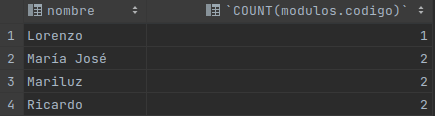 nombre `COUNT(modulos.codigo)`
1 Lorenzo 1
2 María José 2
3 Mariluz 2
4 Ricardo 2